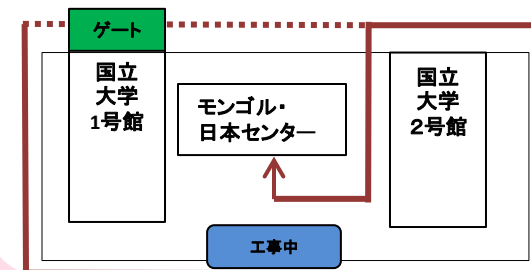 ゲート
国立
大学
1号館
モンゴル・
日本センター
国立
大学
２号館
工事中